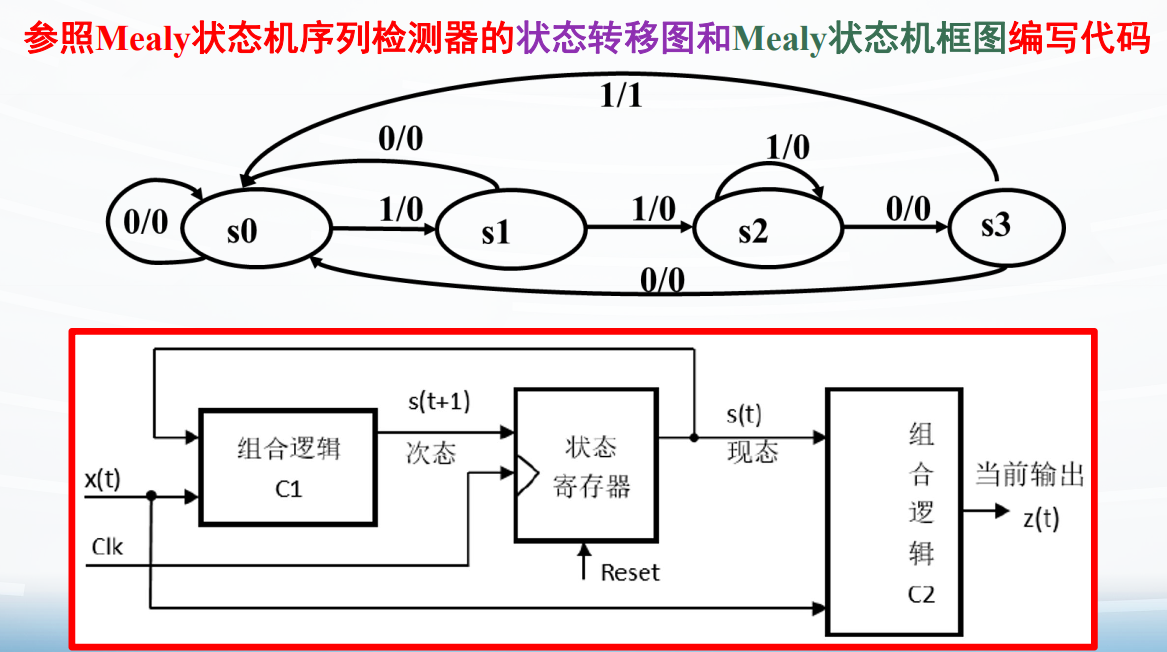 参照Mealy状态机序列检测器的状态转移图和Mealy状态机框图编写代码
1/1
0/0
1/0
0/0
s0
1/0
s1
1/0
s2
0/0
s3
0/0
s(t+1)
次态
组合逻辑
C1
x(t)
Clk
状态
寄存器
Reset
s(t)
现态
组
合
逻
辑
C2
当前输出
z(t)